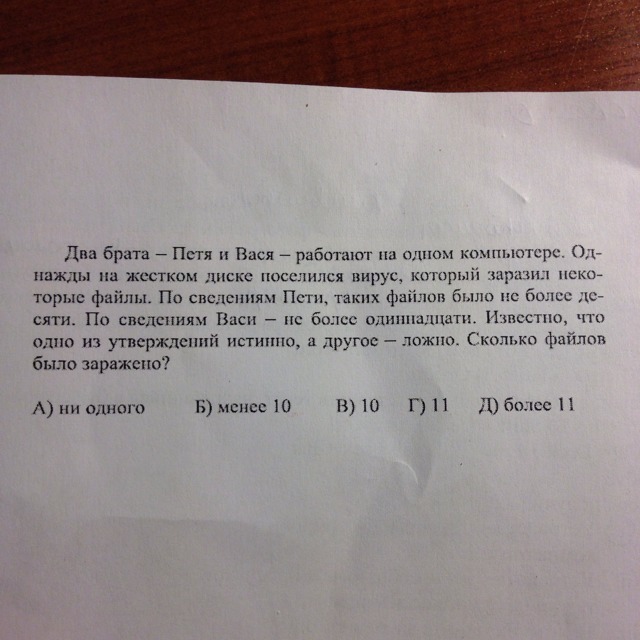 Два брата – Петя и Вася – работают на одном компьютере. Од-
нажды на жестком диске поселился вирус, который заразил неко-
торые файлы. По сведениям Пети, таких файлов было не более де-
сяти. По сведениям Васи – не более одиннадцати. Известно, что
одно из утверждений истинно, а другое – ложно. Сколько файлов
было заражено?
А) ни одного Б) менее 10 В) 10 Г) 11 Д) более 11